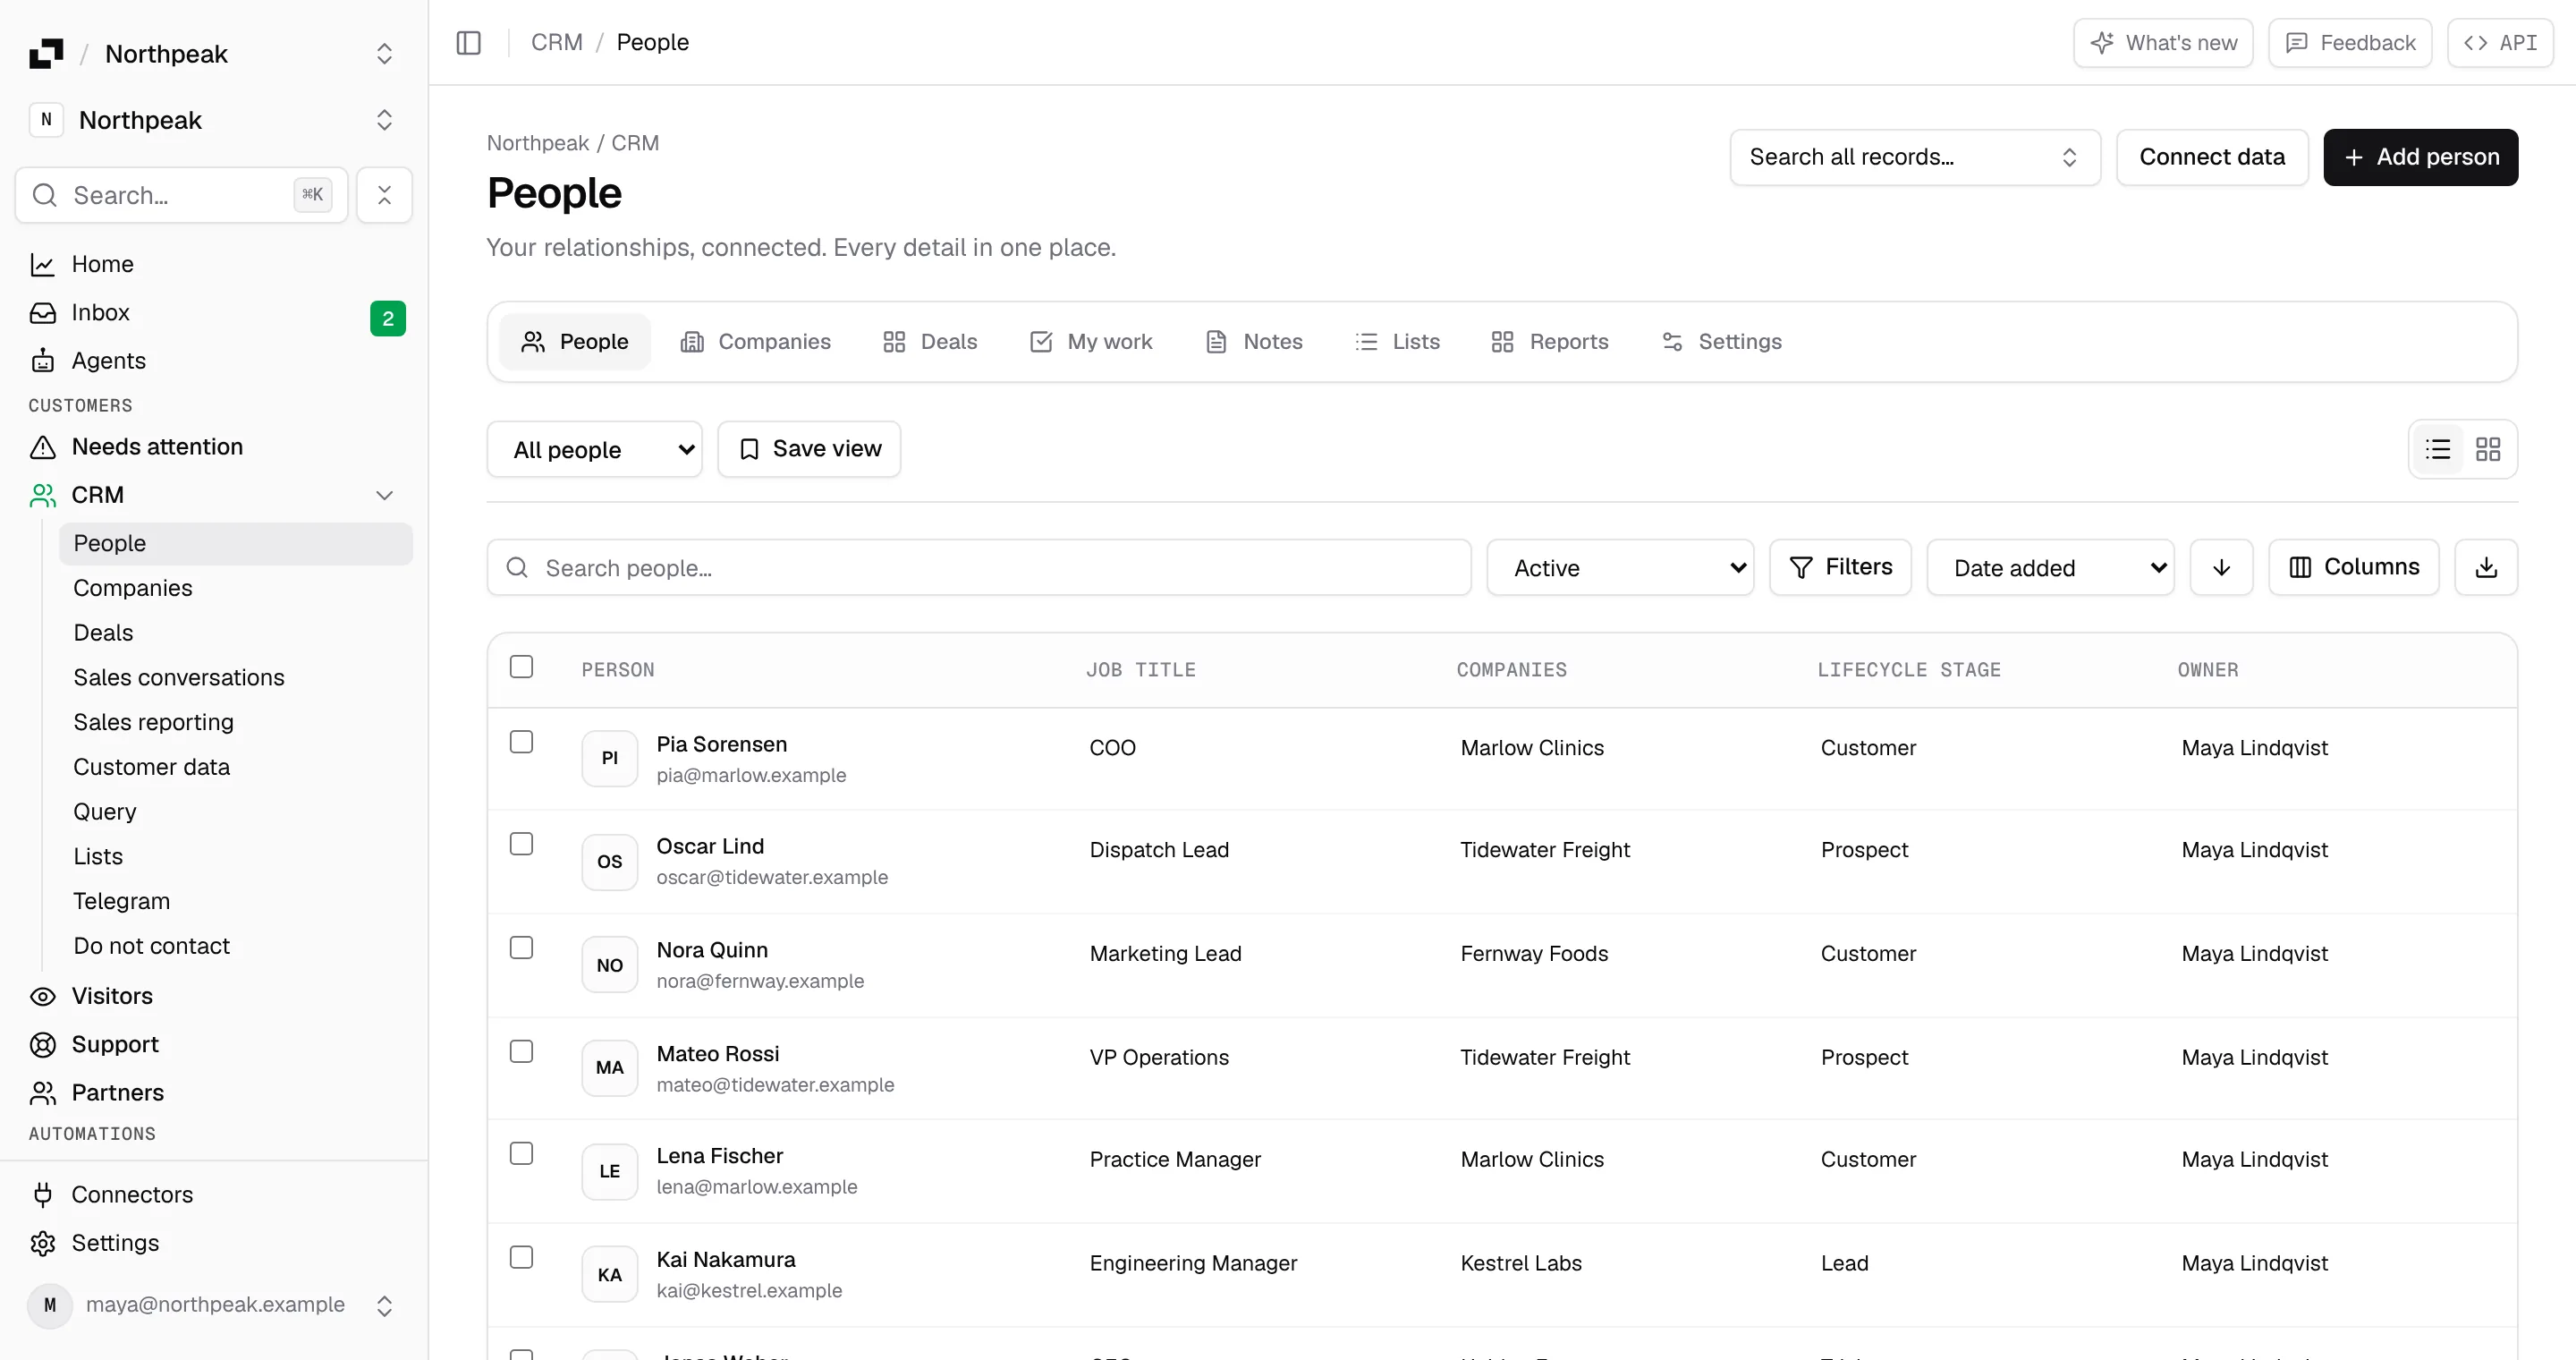 / Northpeak
N Northpeak
Search... ⌘K
Home
Inbox 2
Agents
CUSTOMERS
Needs attention
CRM
People
Companies
Deals
Sales conversations
Sales reporting
Customer data
Query
Lists
Telegram
Do not contact
Visitors
Support
Partners
AUTOMATIONS
Connectors
Settings
M maya@northpeak.example
CRM / People
What's new
Feedback
API
Northpeak / CRM
People
Your relationships, connected. Every detail in one place.
Search all records...
Connect data
+ Add person
People Companies Deals My work Notes Lists Reports Settings
All people
Save view
Search people...
Active
Filters
Date added
Columns
PERSON JOB TITLE COMPANIES LIFECYCLE STAGE OWNER
PI Pia Sorensen COO Marlow Clinics Customer Maya Lindqvist
pia@marlow.example
OS Oscar Lind Dispatch Lead Tidewater Freight Prospect Maya Lindqvist
oscar@tidewater.example
NO Nora Quinn Marketing Lead Fernway Foods Customer Maya Lindqvist
nora@fernway.example
MA Mateo Rossi VP Operations Tidewater Freight Prospect Maya Lindqvist
mateo@tidewater.example
LE Lena Fischer Practice Manager Marlow Clinics Customer Maya Lindqvist
lena@marlow.example
KA Kai Nakamura Engineering Manager Kestrel Labs Lead Maya Lindqvist
kai@kestrel.example